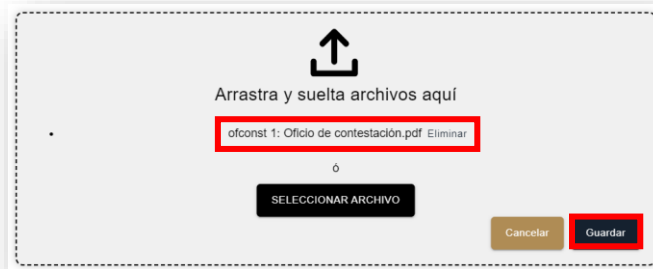 Arrastra y suelta archivos aquí
ofconst 1: Oficio de contestación.pdf Eliminar
ó
SELECCIONAR ARCHIVO
Cancelar Guardar